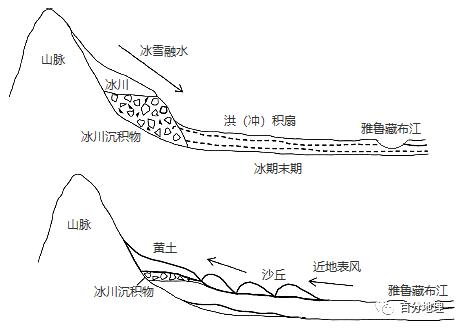 山脉
冰雪融水
冰川
洪（冲）积扇
雅鲁藏布江
冰川沉积物
冰期末期
山脉
黄土
近地表风
沙丘
冰川沉积物
雅鲁藏布江
百分地理